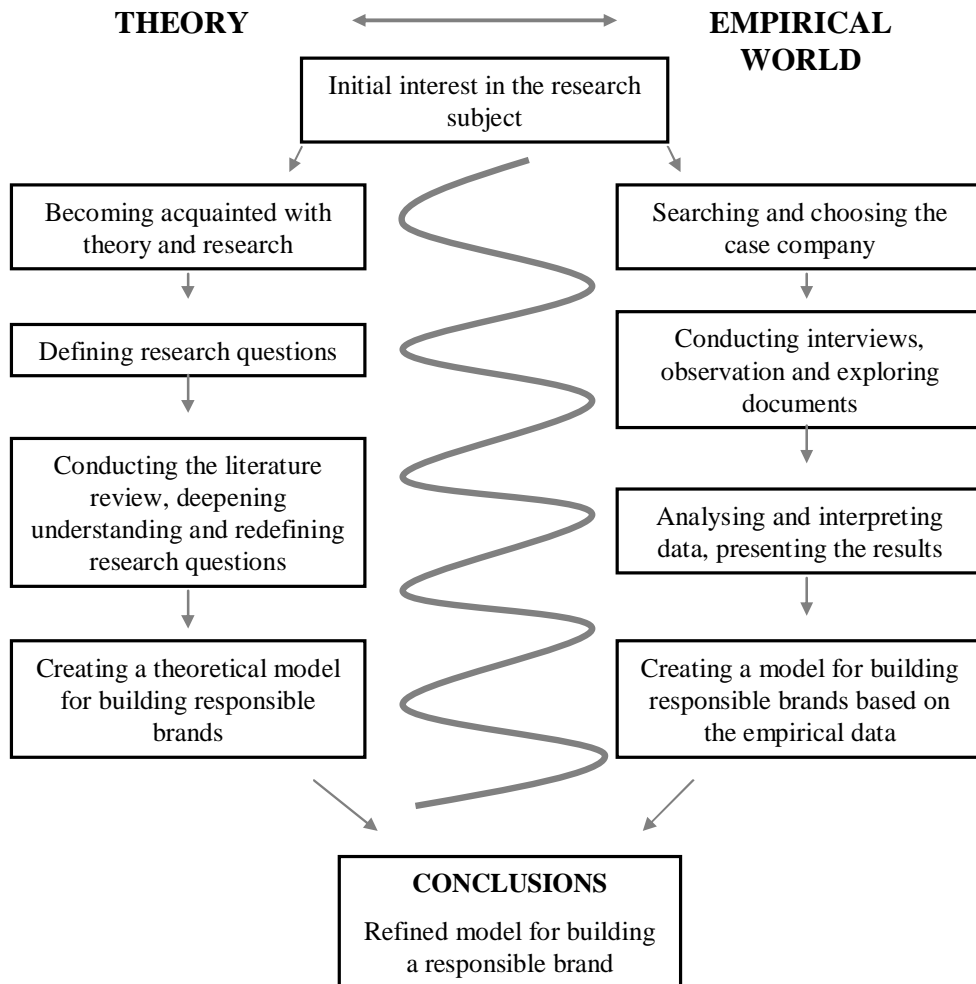 THEORY
EMPIRICAL
WORLD
Initial interest in the research
subject
Becoming acquainted with
theory and research
Searching and choosing the
case company
Defining research questions
Conducting interviews,
observation and exploring
documents
Conducting the literature
review, deepening
understanding and redefining
research questions
Analysing and interpreting
data, presenting the results
Creating a theoretical model
for building responsible
brands
Creating a model for building
responsible brands based on
the empirical data
CONCLUSIONS
Refined model for building
a responsible brand